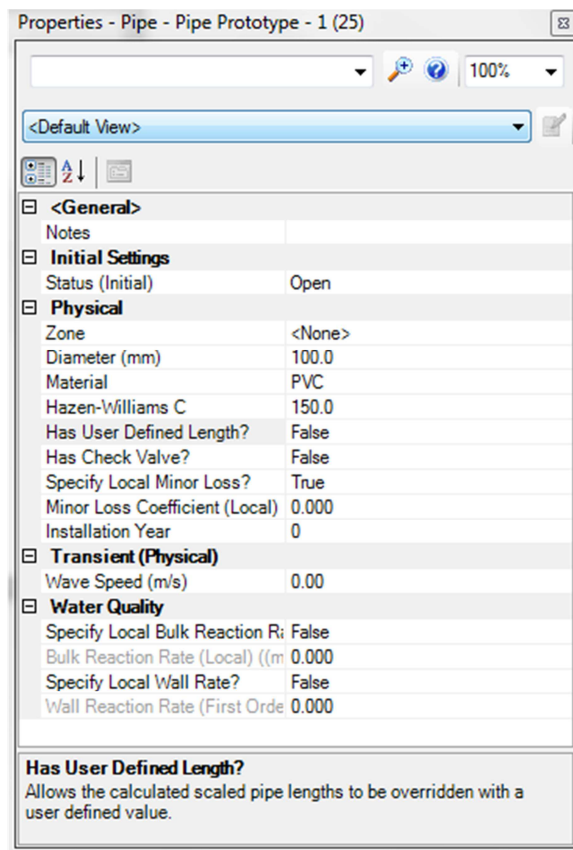 Properties - Pipe - Pipe Prototype - 1 (25)
100%
<Default View>
<General>
Notes
Initial Settings
Status (Initial) Open
Physical
Zone <None>
Diameter (mm) 100.0
Material PVC
Hazen-Williams C 150.0
Has User Defined Length? False
Has Check Valve? False
Specify Local Minor Loss? True
Minor Loss Coefficient (Local) 0.000
Installation Year 0
Transient (Physical)
Wave Speed (m/s) 0.00
Water Quality
Specify Local Bulk Reaction Ra False
Bulk Reaction Rate (Local) ((m 0.000
Specify Local Wall Rate? False
Wall Reaction Rate (First Orde 0.000
Has User Defined Length?
Allows the calculated scaled pipe lengths to be overridden with a
user defined value.